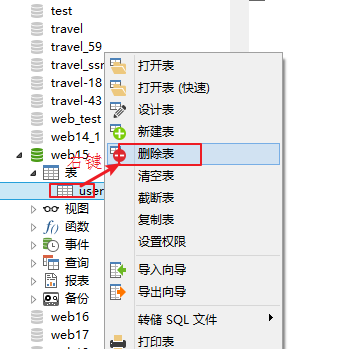 test
travel
travel_59
travel_ssr
travel-18
travel-43
web_test
web14_1
web15
表
user
视图
函数
事件
查询
报表
备份
web16
web17
右键
打开表
打开表 (快速)
设计表
新建表
删除表
清空表
截断表
复制表
设置权限
导入向导
导出向导
转储 SQL 文件
打印表